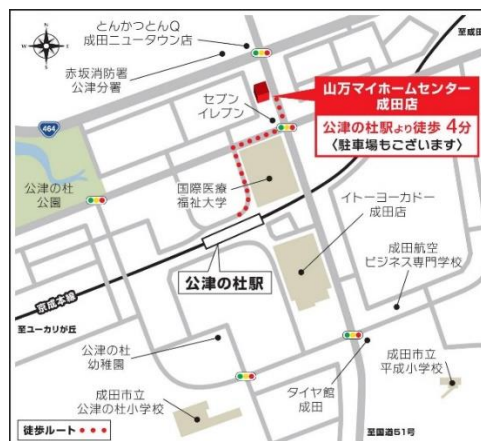 とんかつとんQ
成田ニュータウン店
至成田
赤坂消防署
公津分署
セブン
イレブン
山万マイホームセンター
成田店
公津の杜駅より徒歩4分
〈駐車場もございます〉
464
公津の杜
公園
国際医療
福祉大学
イトーヨーカドー
成田店
公津の杜駅
成田航空
ビジネス専門学校
京成本線
至ユーカリが丘
公津の杜
幼稚園
成田市立
公津の杜小学校
タイヤ館
成田
成田市立
平成小学校
徒歩ルート
至国道51号